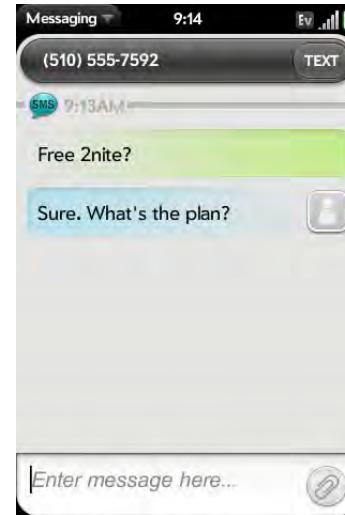 Messaging 9:14 Ev
(510) 555-7592 TEXT
SMS 9:13AM
Free 2nite?
Sure. What's the plan?
Enter message here...